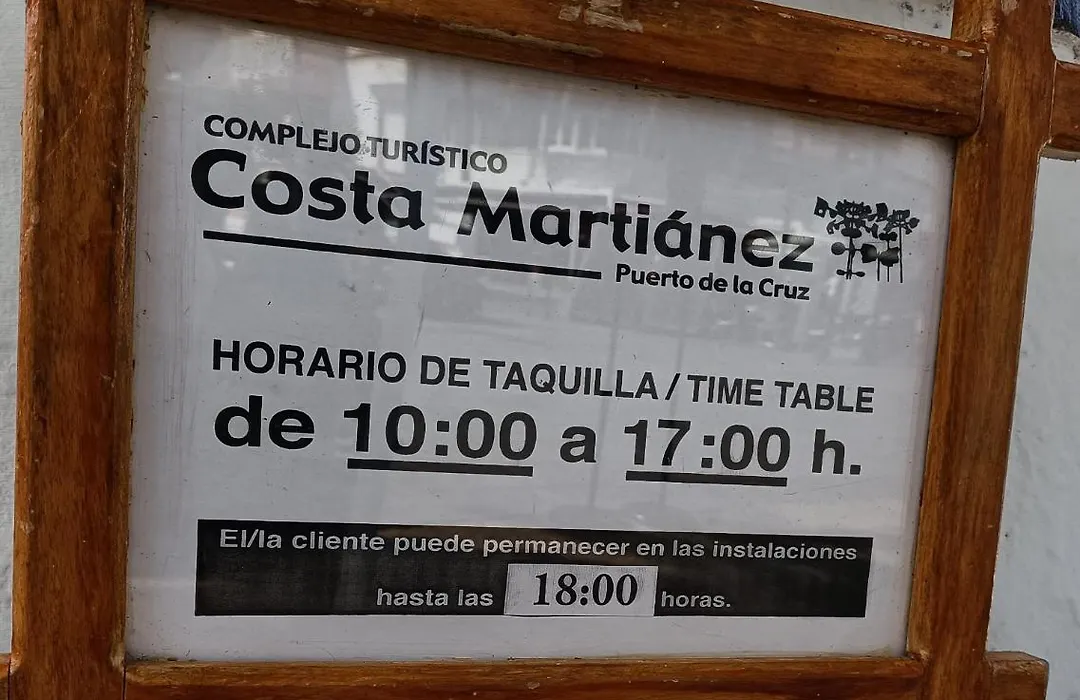 COMPLEJO TURÍSTICO
Costa Martiánez
Puerto de la Cruz
HORARIO DE TAQUILLA / TIME TABLE
de 10:00 a 17:00 h.
El/la cliente puede permanecer en las instalaciones
hasta las 18:00 horas.